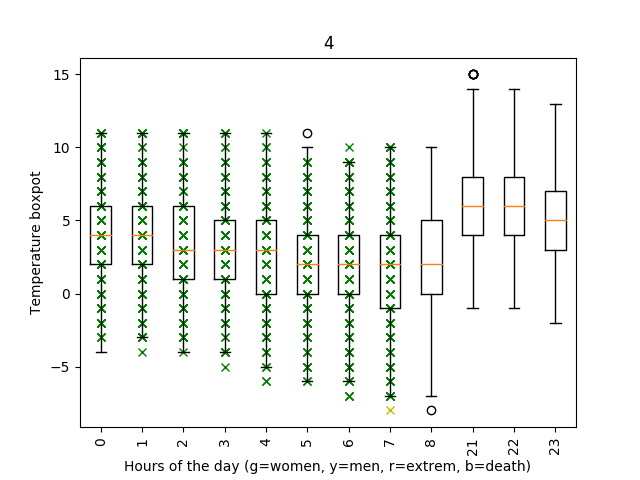 4
15
10
5
0
−5
Temperature boxpot
0 1 2 3 4 5 6 7 8 21 22 23
Hours of the day (g=women, y=men, r=extrem, b=death)